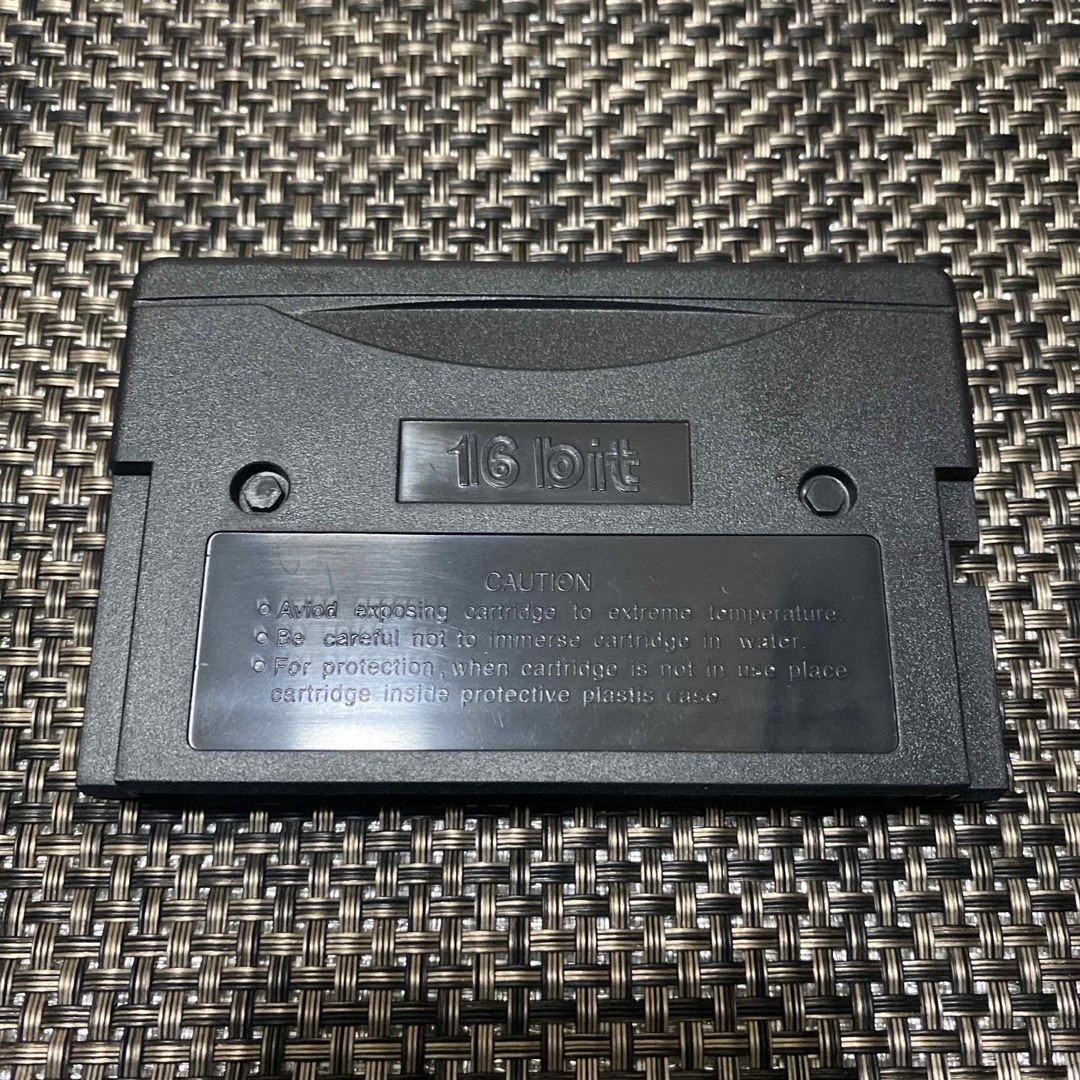 16 bit
CAUTION
• Aviod exposing cartridge to extreme temperature.
• Be careful not to immerse cartridge in water.
• For protection, when cartridge is not in use place
cartridge inside protective plastis case.